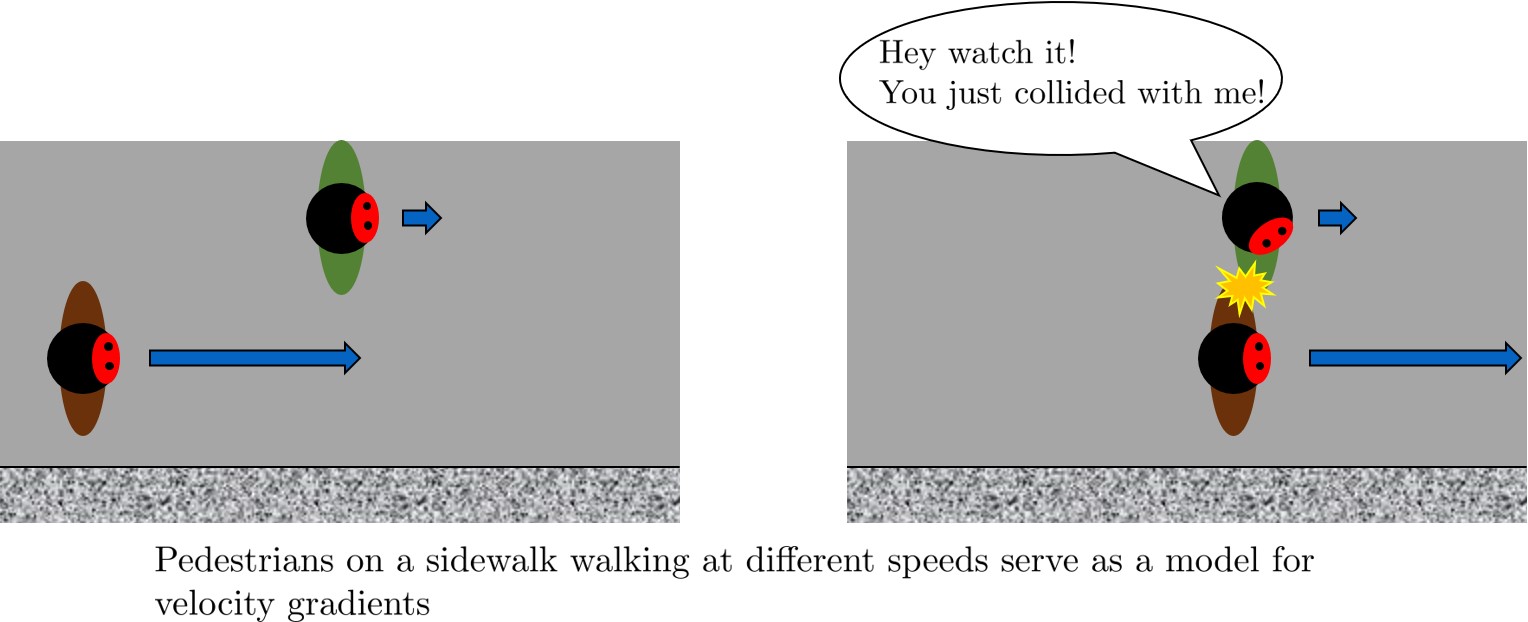 Hey watch it!
You just collided with me!
Pedestrians on a sidewalk walking at different speeds serve as a model for
velocity gradients